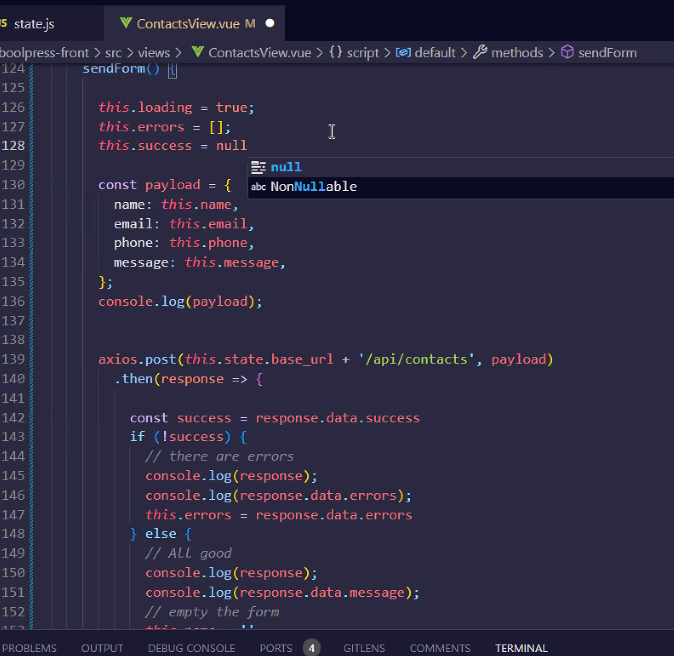 JS state.js
ContactsView.vue M
boolpress-front > src > views > ContactsView.vue > {} script > default > methods > sendForm
124 sendForm() {
125
126 this.loading = true;
127 this.errors = [];
128 this.success = null
null
129
NonNullable
130 const payload = {
131 name: this.name,
132 email: this.email,
133 phone: this.phone,
134 message: this.message,
135 };
136 console.log(payload);
137
138
139 axios.post(this.state.base_url + '/api/contacts', payload)
140 .then(response => {
141
142 const success = response.data.success
143 if (!success) {
144 // there are errors
145 console.log(response);
146 console.log(response.data.errors);
147 this.errors = response.data.errors
148 } else {
149 // All good
150 console.log(response);
151 console.log(response.data.message);
152 // empty the form
PROBLEMS OUTPUT DEBUG CONSOLE PORTS 4 GITLENS COMMENTS TERMINAL